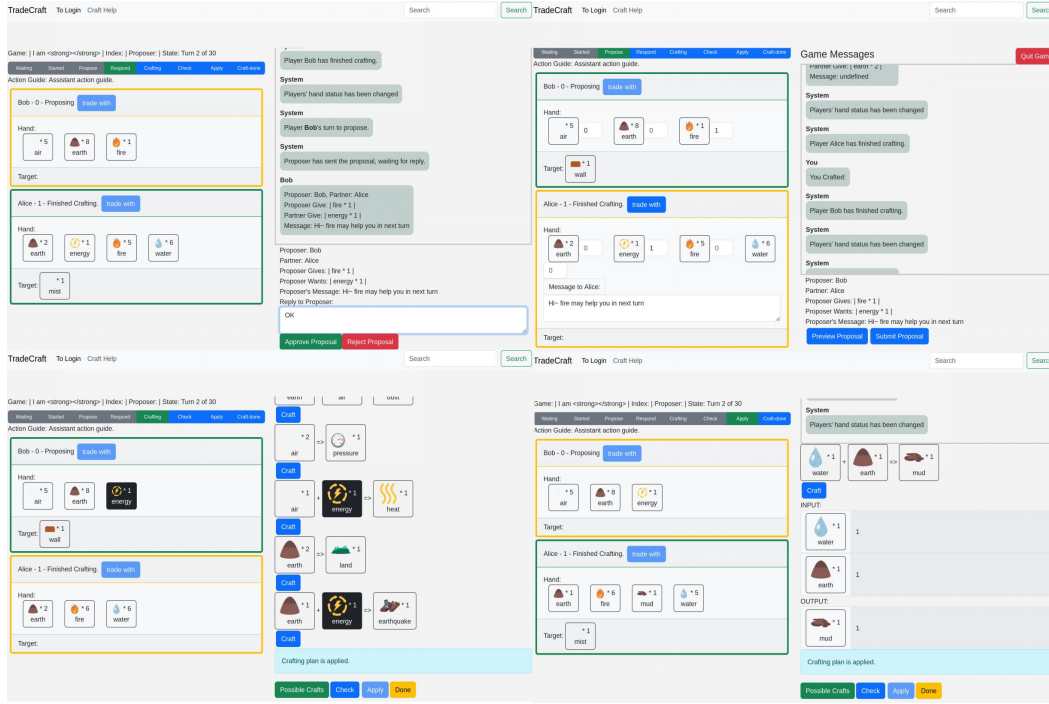 TradeCraft To Login Craft Help Search Search
Game: | I am <strong></strong> | Index: | Proposer: | State: Turn 2 of 30
Waiting Started Propose Respond Crafting Check Apply Craft-done
Action Guide: Assistant action guide.
Bob - 0 - Proposing trade with
Hand:
* 5 air
* 8 earth
* 1 fire
Target:
Alice - 1 - Finished Crafting. trade with
Hand:
* 2 earth
* 1 energy
* 5 fire
* 6 water
Target: * 1 mist
Player Bob has finished crafting.
System
Players' hand status has been changed
System
Player Bob's turn to propose.
System
Proposer has sent the proposal, waiting for reply.
Bob
Proposer: Bob, Partner: Alice
Proposer Give: | fire * 1 |
Partner Give: | energy * 1 |
Message: Hi~ fire may help you in next turn
Proposer: Bob
Partner: Alice
Proposer Gives: | fire * 1 |
Proposer Wants: | energy * 1 |
Proposer's Message: Hi~ fire may help you in next turn
Reply to Proposer:
OK
Approve Proposal Reject Proposal
TradeCraft To Login Craft Help Search Searc
Waiting Started Propose Respond Crafting Check Apply Craft-done
Action Guide: Assistant action guide.
Bob - 0 - Proposing trade with
Hand:
* 5 air 0
* 8 earth 0
* 1 fire 1
Target: * 1 wall
Alice - 1 - Finished Crafting. trade with
Hand:
* 2 earth 0
* 1 energy 1
* 5 fire 0
* 6 water
0
Message to Alice:
Hi~ fire may help you in next turn
Target:
Game Messages Quit Gam
Partner Give: | earth * 2 |
Message: undefined
System
Players' hand status has been changed
System
Player Alice has finished crafting.
You
You Crafted:
System
Player Bob has finished crafting.
System
Players' hand status has been changed
System
Proposer: Bob
Partner: Alice
Proposer Gives: | fire * 1 |
Proposer Wants: | energy * 1 |
Proposer's Message: Hi~ fire may help you in next turn
Preview Proposal Submit Proposal
TradeCraft To Login Craft Help Search Search
Game: | I am <strong></strong> | Index: | Proposer: | State: Turn 2 of 30
Waiting Started Propose Respond Crafting Check Apply Craft-done
Action Guide: Assistant action guide.
Bob - 0 - Proposing trade with
Hand:
* 5 air
* 8 earth
* 1 energy
Target: * 1 wall
Alice - 1 - Finished Crafting. trade with
Hand:
* 2 earth
* 6 fire
* 6 water
Target:
earth air dust
Craft
* 2 air => * 1 pressure
Craft
* 1 air + * 1 energy => * 1 heat
Craft
* 2 earth => * 1 land
Craft
* 1 earth + * 1 energy => * 1 earthquake
Craft
Crafting plan is applied.
Possible Crafts Check Apply Done
TradeCraft To Login Craft Help Search Searc
Game: | I am <strong></strong> | Index: | Proposer: | State: Turn 2 of 30
Waiting Started Propose Respond Crafting Check Apply Craft-done
Action Guide: Assistant action guide.
Bob - 0 - Proposing trade with
Hand:
* 5 air
* 8 earth
* 1 energy
Target:
Alice - 1 - Finished Crafting. trade with
Hand:
* 1 earth
* 6 fire
* 1 mud
* 5 water
Target: * 1 mist
System
Players' hand status has been changed
* 1 water + * 1 earth => * 1 mud
Craft
INPUT:
* 1 water 1
* 1 earth 1
OUTPUT:
* 1 mud 1
Crafting plan is applied.
Possible Crafts Check Apply Done